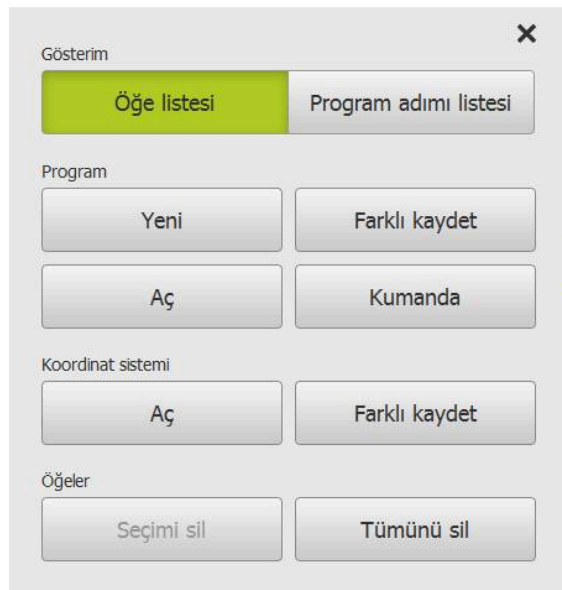 Gösterim
Öğe listesi Program adımı listesi
Program
Yeni Farklı kaydet
Aç Kumanda
Koordinat sistemi
Aç Farklı kaydet
Öğeler
Seçimi sil Tümünü sil